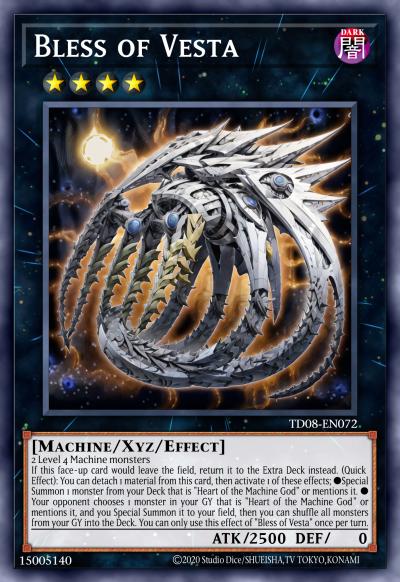 BLESS OF VESTA
DARK
闇
TD08-EN072
[MACHINE/XYZ/EFFECT]
2 Level 4 Machine monsters
If this face-up card would leave the field, return it to the Extra Deck instead. (Quick
Effect): You can detach 1 material from this card, then activate 1 of these effects; ●Special
Summon 1 monster from your Deck that is "Heart of the Machine God" or mentions it. ●
Your opponent chooses 1 monster in your GY that is "Heart of the Machine God" or
mentions it, and you Special Summon it to your field, then you can shuffle all monsters
from your GY into the Deck. You can only use this effect of "Bless of Vesta" once per turn.
ATK/2500 DEF/ 0
15005140
©2020 Studio Dice/SHUEISHA,TV TOKYO,KONAMI